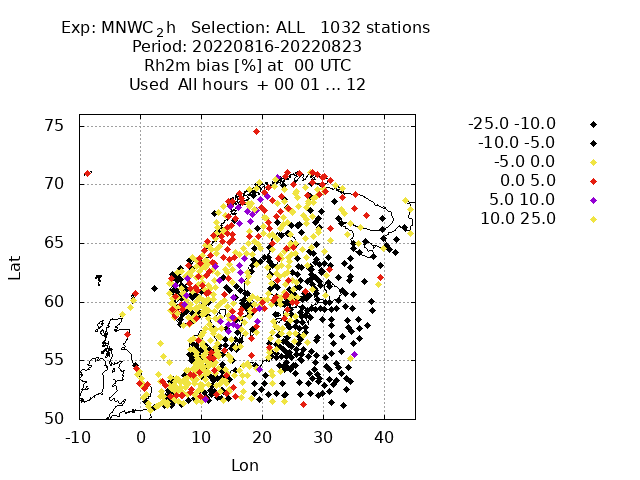 Exp: MNWC_2h Selection: ALL 1032 stations
Period: 20220816-20220823
Rh2m bias [%] at 00 UTC
Used All hours + 00 01 ... 12
-25.0 -10.0
-10.0 -5.0
-5.0 0.0
0.0 5.0
5.0 10.0
10.0 25.0
75
70
65
60
55
50
Lat
-10 0 10 20 30 40
Lon